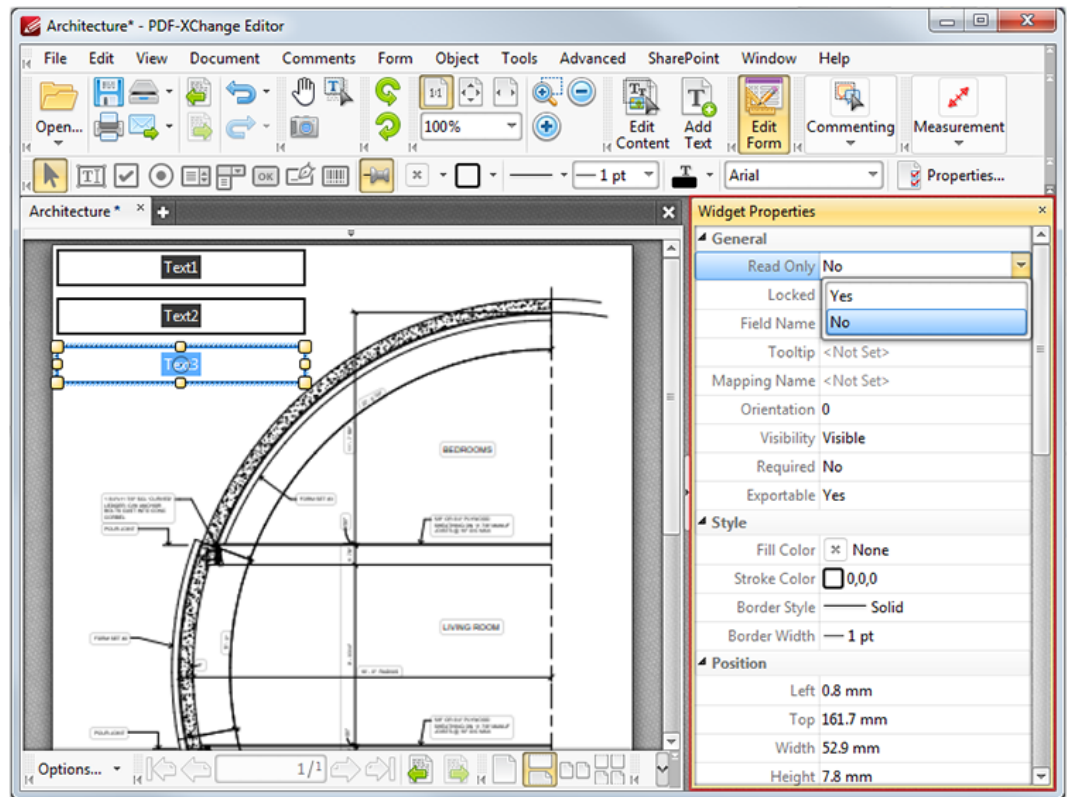 Architecture* - PDF-XChange Editor
File Edit View Document Comments Form Object Tools Advanced SharePoint Window Help
Open...
100%
Edit Content
Add Text
Edit Form
Commenting
Measurement
1 pt
Arial
Properties...
Architecture *
Text1
Text2
Text3
BEDROOMS
LIVING ROOM
Options...
1/1
Widget Properties
General
Read Only No
Yes
No
Locked
Field Name
Tooltip <Not Set>
Mapping Name <Not Set>
Orientation 0
Visibility Visible
Required No
Exportable Yes
Style
Fill Color None
Stroke Color 0,0,0
Border Style Solid
Border Width 1 pt
Position
Left 0.8 mm
Top 161.7 mm
Width 52.9 mm
Height 7.8 mm